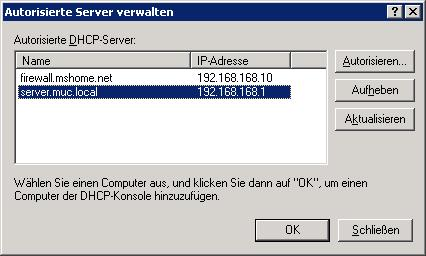 Autorisierte Server verwalten
Autorisierte DHCP-Server:
Name IP-Adresse
firewall.mshome.net 192.168.168.10
server.muc.local 192.168.168.1
Autorisieren...
Aufheben
Aktualisieren
Wählen Sie einen Computer aus, und klicken Sie dann auf "OK", um einen
Computer der DHCP-Konsole hinzuzufügen.
OK Schließen